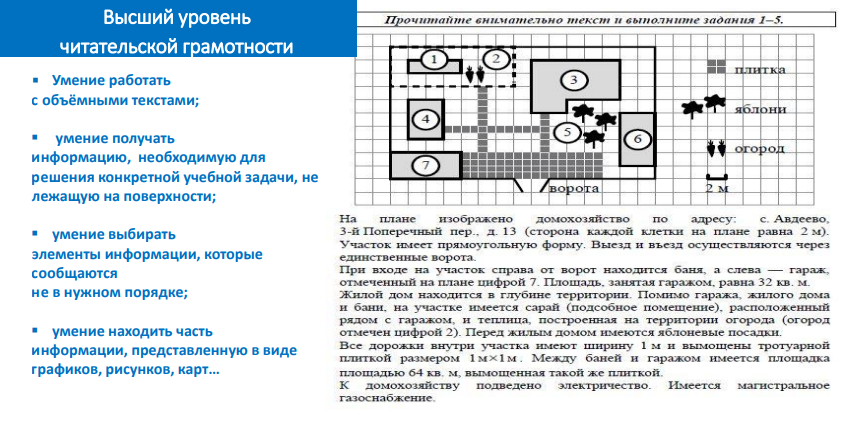 Высший уровень
читательской грамотности
▪ Умение работать
с объёмными текстами;
▪ умение получать
информацию, необходимую для
решения конкретной учебной задачи, не
лежащую на поверхности;
▪ умение выбирать
элементы информации, которые
сообщаются
не в нужном порядке;
▪ умение находить часть
информации, представленную в виде
графиков, рисунков, карт…
Прочитайте внимательно текст и выполните задания 1–5.
1
2
3
4
5
6
7
ворота
плитка
яблони
огород
2 м
На плане изображено домохозяйство по адресу: с. Авдеево,
3-й Поперечный пер., д. 13 (сторона каждой клетки на плане равна 2 м).
Участок имеет прямоугольную форму. Выезд и въезд осуществляются через
единственные ворота.
При входе на участок справа от ворот находится баня, а слева — гараж,
отмеченный на плане цифрой 7. Площадь, занятая гаражом, равна 32 кв. м.
Жилой дом находится в глубине территории. Помимо гаража, жилого дома
и бани, на участке имеется сарай (подсобное помещение), расположенный
рядом с гаражом, и теплица, построенная на территории огорода (огород
отмечен цифрой 2). Перед жилым домом имеются яблоневые посадки.
Все дорожки внутри участка имеют ширину 1 м и вымощены тротуарной
плиткой размером 1м×1м. Между баней и гаражом имеется площадка
площадью 64 кв. м, вымощенная такой же плиткой.
К домохозяйству подведено электричество. Имеется магистральное
газоснабжение.